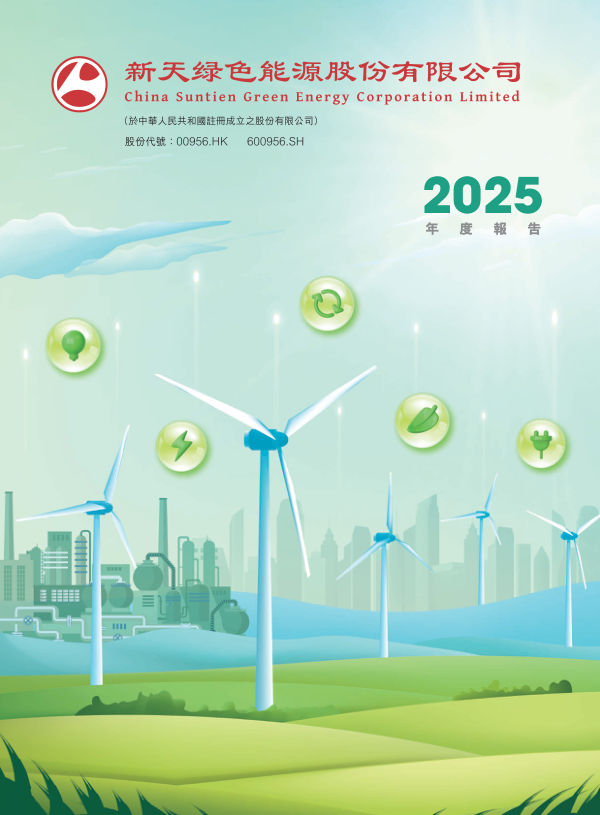 新天绿色能源股份有限公司
China Suntien Green Energy Corporation Limited
（於中華人民共和國註冊成立之股份有限公司）
股份代號：00956.HK 600956.SH
2025
年度報告